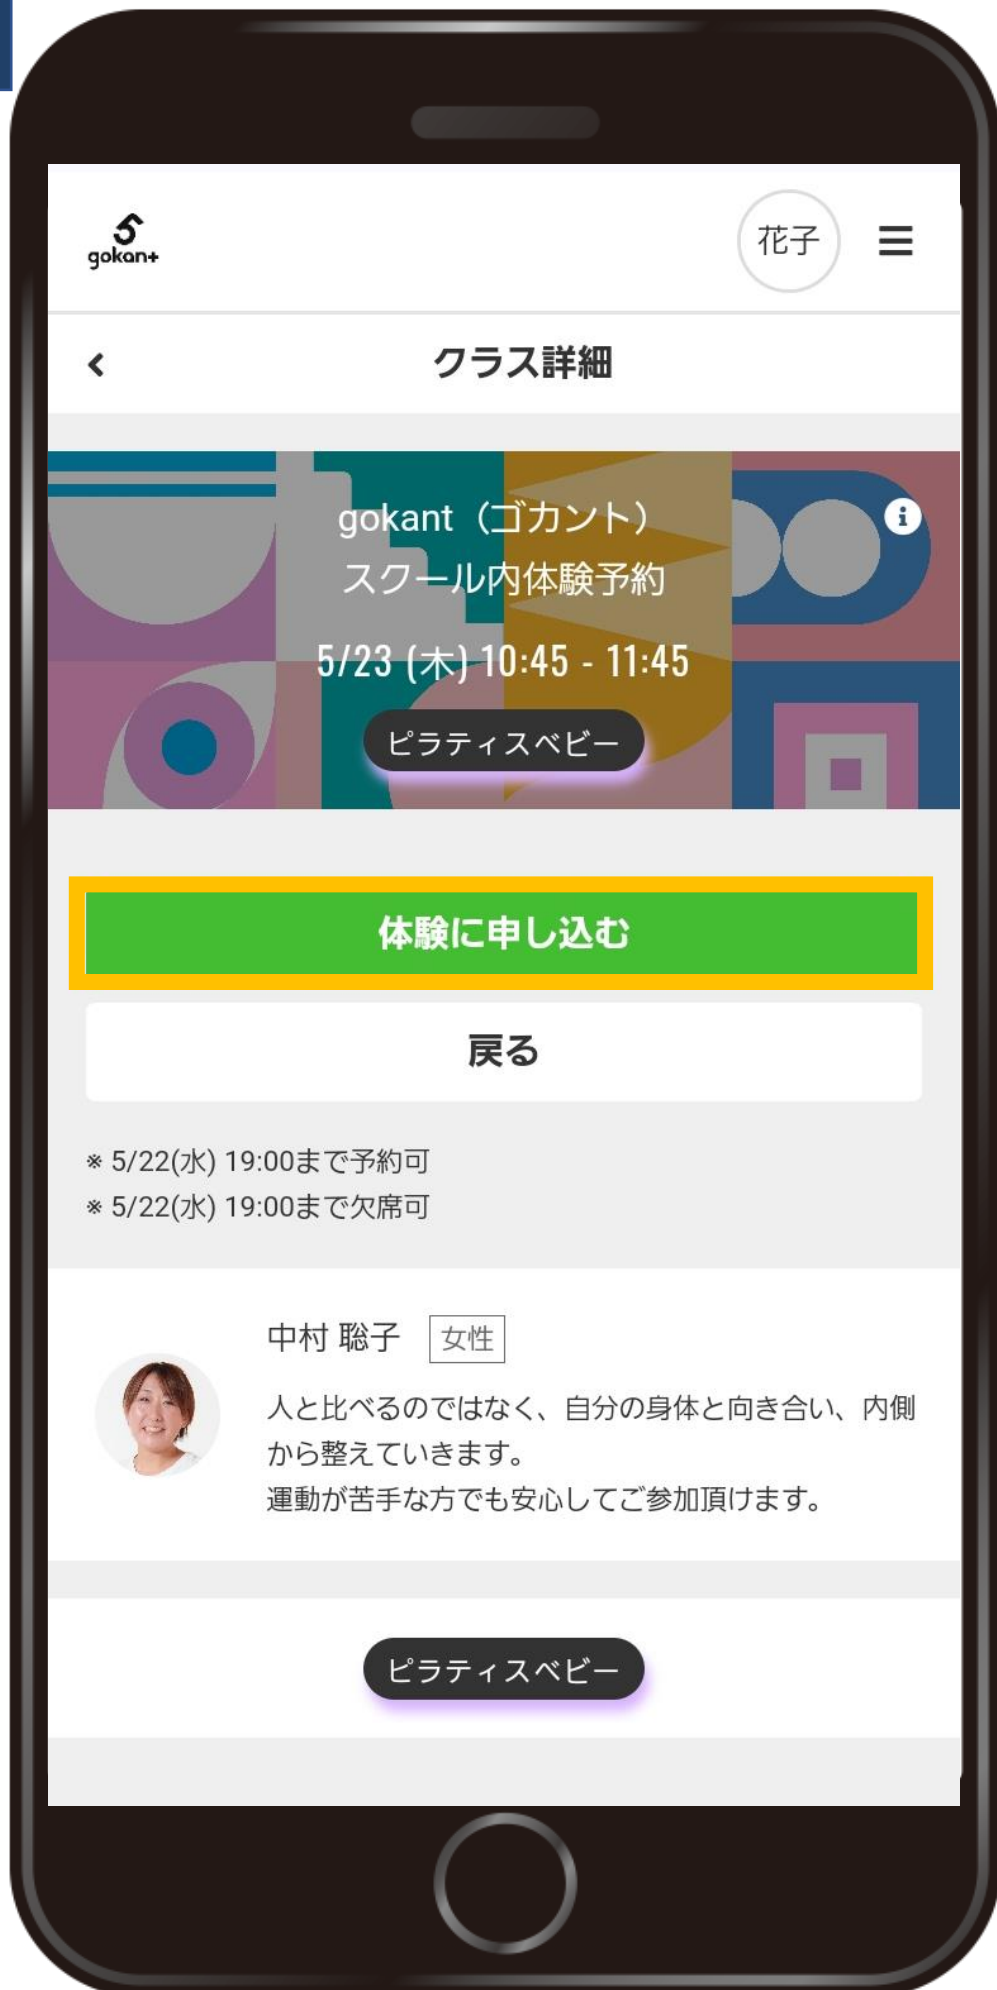 gokan+
花子
クラス詳細
gokant（ゴカント）
スクール内体験予約
5/23 (木) 10:45 - 11:45
ピラティスベビー
体験に申し込む
戻る
※ 5/22(水) 19:00まで予約可
※ 5/22(水) 19:00まで欠席可
中村 聡子 女性
人と比べるのではなく、自分の身体と向き合い、内側
から整えていきます。
運動が苦手な方でも安心してご参加頂けます。
ピラティスベビー